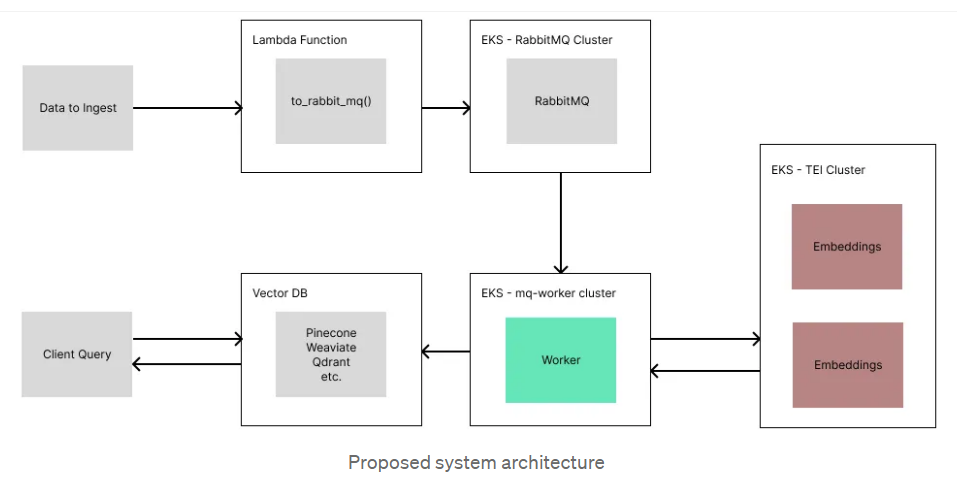 Lambda Function
EKS - RabbitMQ Cluster
Data to Ingest
to_rabbit_mq()
RabbitMQ
EKS - TEI Cluster
Embeddings
Vector DB
EKS - mq-worker cluster
Client Query
Pinecone
Weaviate
Qdrant
etc.
Worker
Embeddings
Proposed system architecture